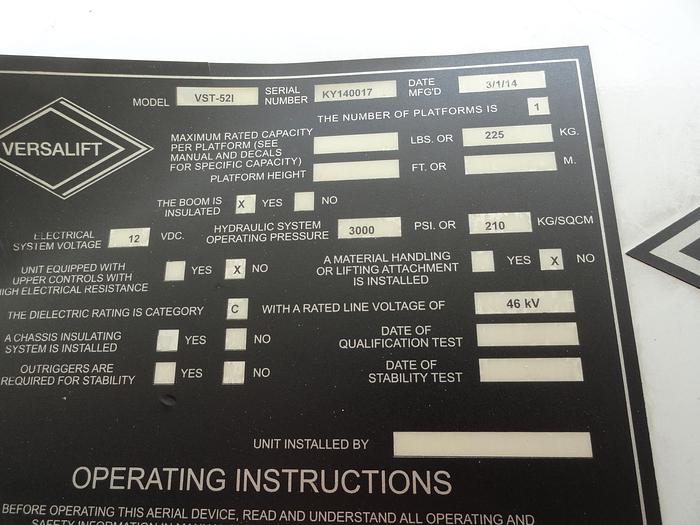 MODEL VST-52I SERIAL NUMBER KY140017 DATE MFG'D 3/1/14
THE NUMBER OF PLATFORMS IS 1
VERSALIFT
MAXIMUM RATED CAPACITY
PER PLATFORM (SEE LBS. OR 225 KG.
MANUAL AND DECALS
FOR SPECIFIC CAPACITY)
PLATFORM HEIGHT FT. OR M.
THE BOOM IS
INSULATED X YES NO
ELECTRICAL
SYSTEM VOLTAGE 12 VDC.
HYDRAULIC SYSTEM
OPERATING PRESSURE 3000 PSI. OR 210 KG/SQCM
UNIT EQUIPPED WITH
UPPER CONTROLS WITH YES X NO
HIGH ELECTRICAL RESISTANCE
A MATERIAL HANDLING
OR LIFTING ATTACHMENT YES X NO
IS INSTALLED
THE DIELECTRIC RATING IS CATEGORY C WITH A RATED LINE VOLTAGE OF 46 kV
A CHASSIS INSULATING
SYSTEM IS INSTALLED YES NO
DATE OF
QUALIFICATION TEST
OUTRIGGERS ARE
REQUIRED FOR STABILITY YES NO
DATE OF
STABILITY TEST
UNIT INSTALLED BY
OPERATING INSTRUCTIONS
BEFORE OPERATING THIS AERIAL DEVICE, READ AND UNDERSTAND ALL OPERATING AND
SAFETY INFORMATION IN